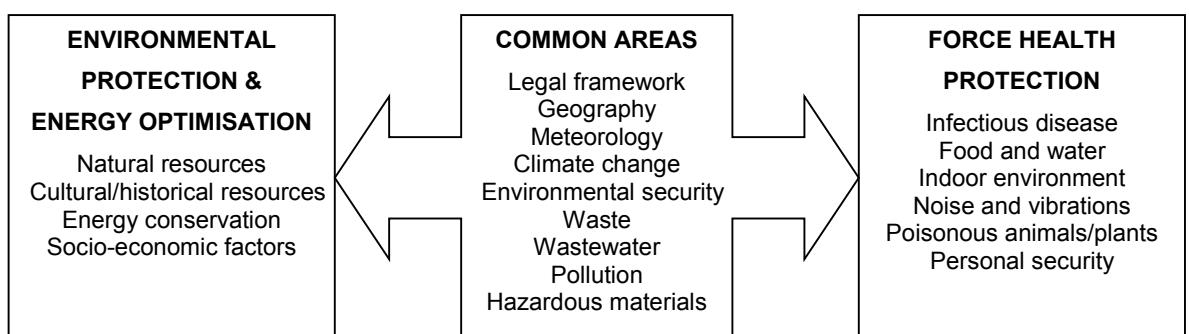 ENVIRONMENTAL
PROTECTION &
ENERGY OPTIMISATION
Natural resources
Cultural/historical resources
Energy conservation
Socio-economic factors
COMMON AREAS
Legal framework
Geography
Meteorology
Climate change
Environmental security
Waste
Wastewater
Pollution
Hazardous materials
FORCE HEALTH
PROTECTION
Infectious disease
Food and water
Indoor environment
Noise and vibrations
Poisonous animals/plants
Personal security